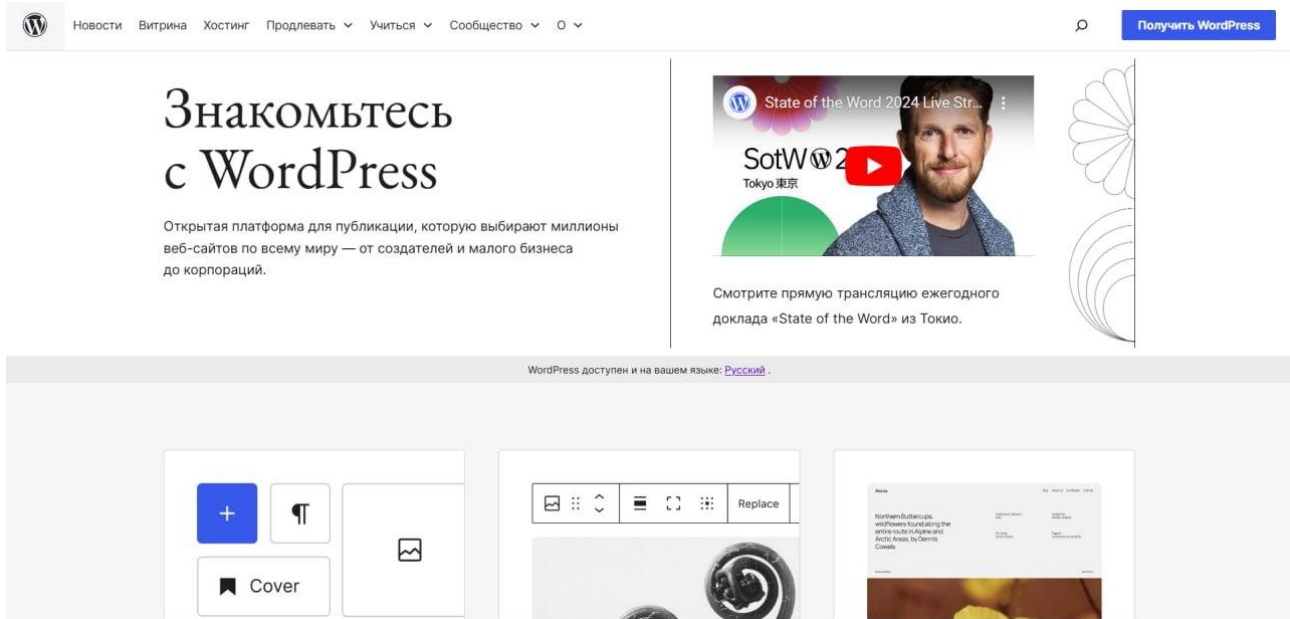 Новости Витрина Хостинг Продлевать Учиться Сообщество О
Получить WordPress
Знакомьтесь
с WordPress
Открытая платформа для публикации, которую выбирают миллионы
веб-сайтов по всему миру — от создателей и малого бизнеса
до корпораций.
State of the Word 2024 Live Str...
SotW 2
Tokyo 東京
Смотрите прямую трансляцию ежегодного
доклада «State of the Word» из Токио.
WordPress доступен и на вашем языке: Русский .
Cover
Replace
Northern Buttercups,
wildflowers found along the
entire route in Alpine and
Arctic Areas, by Dennis
Cowals